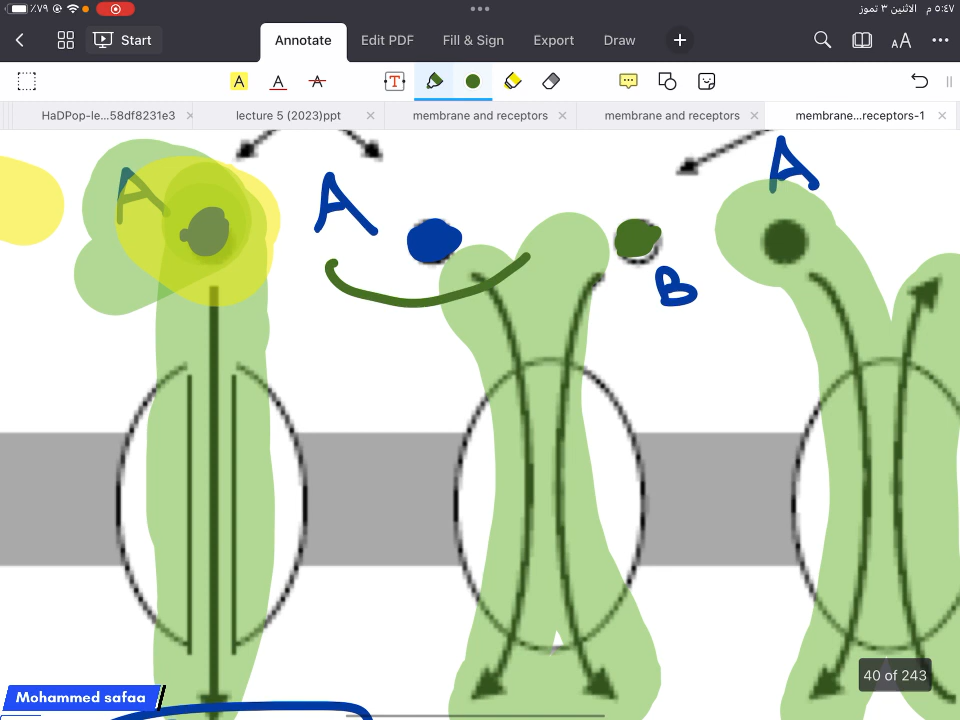 ٪٧٩
٥:٤٧ م الاثنين ٣ تموز
Start
Annotate
Edit PDF
Fill & Sign
Export
Draw
AA
A A A T
HaDPop-le...58df8231e3
lecture 5 (2023)ppt
membrane and receptors
membrane and receptors
membrane...receptors-1
A
A
B
A
40 of 243
Mohammed safaa